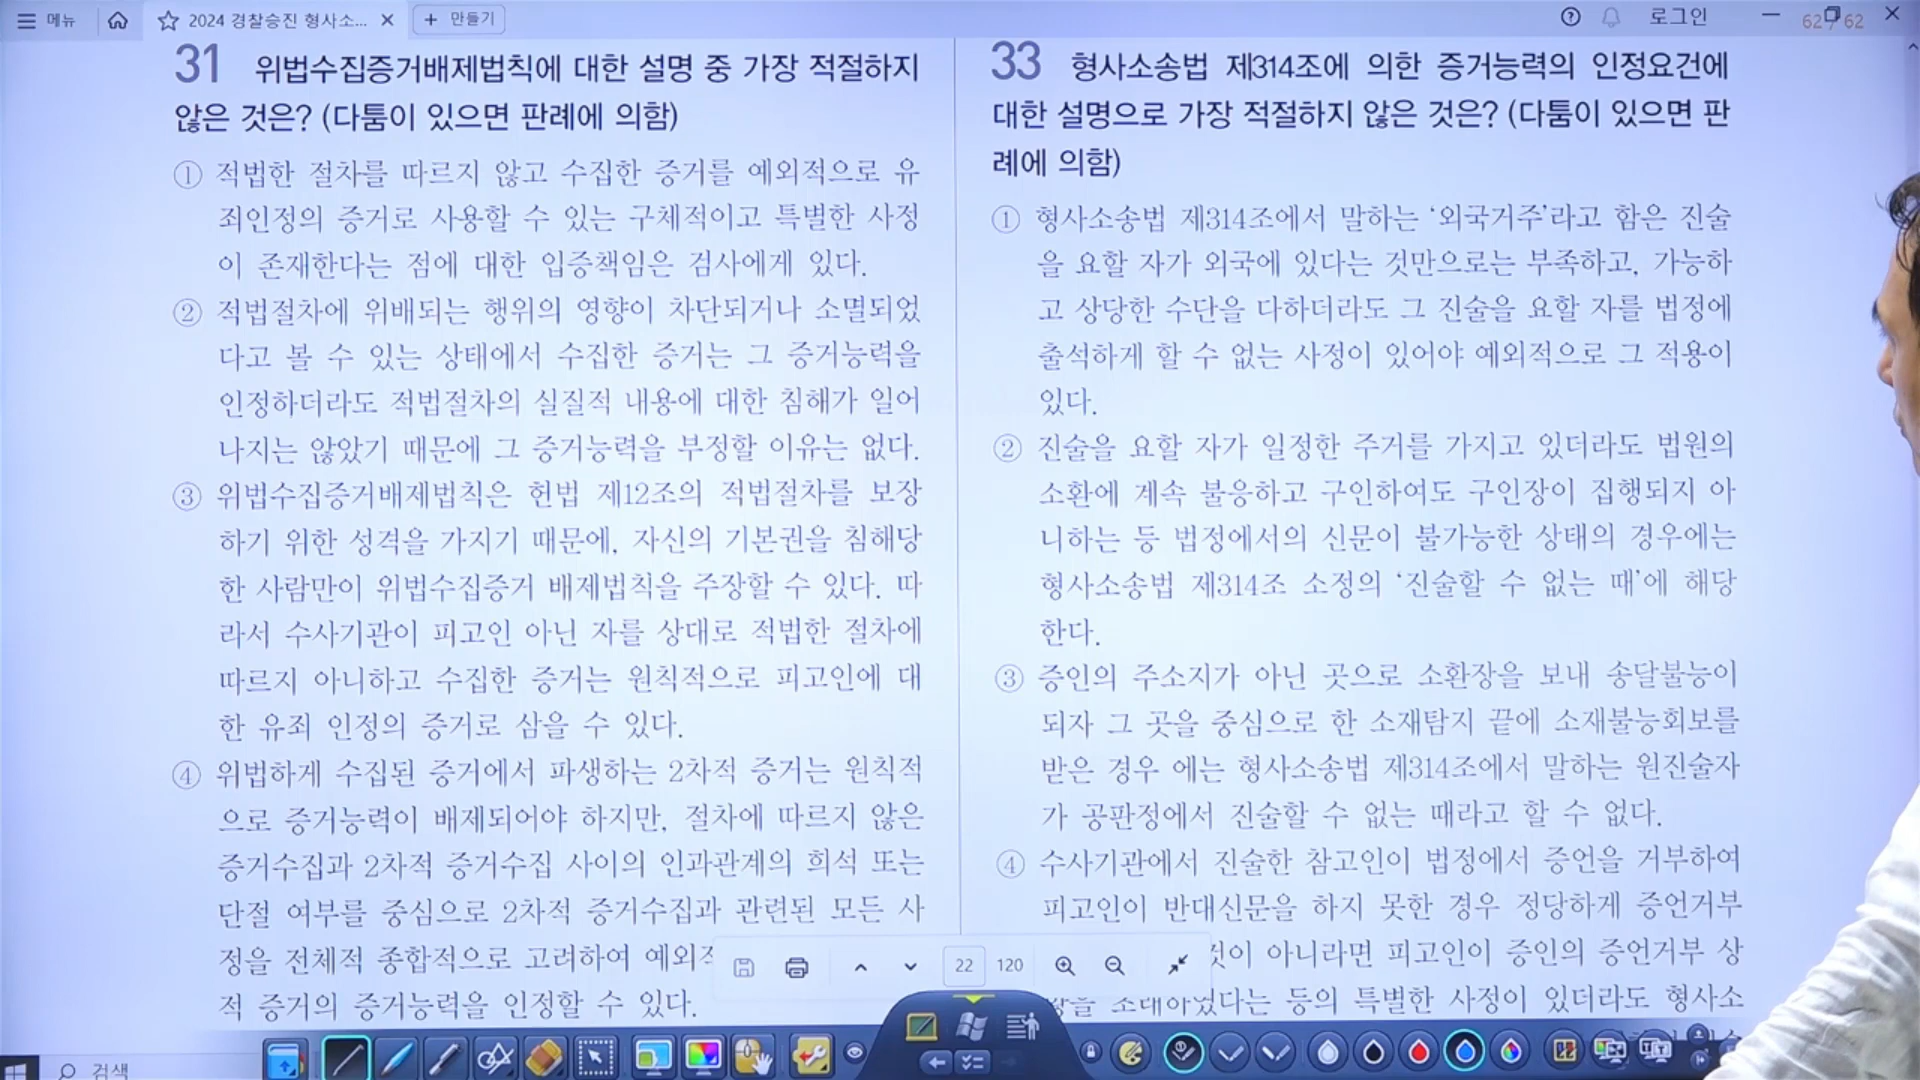 메뉴
2024 경찰승진 형사소...
만들기
로그인
62 / 62
31 위법수집증거배제법칙에 대한 설명 중 가장 적절하지
않은 것은? (다툼이 있으면 판례에 의함)
① 적법한 절차를 따르지 않고 수집한 증거를 예외적으로 유
죄인정의 증거로 사용할 수 있는 구체적이고 특별한 사정
이 존재한다는 점에 대한 입증책임은 검사에게 있다.
② 적법절차에 위배되는 행위의 영향이 차단되거나 소멸되었
다고 볼 수 있는 상태에서 수집한 증거는 그 증거능력을
인정하더라도 적법절차의 실질적 내용에 대한 침해가 일어
나지는 않았기 때문에 그 증거능력을 부정할 이유는 없다.
③ 위법수집증거배제법칙은 헌법 제12조의 적법절차를 보장
하기 위한 성격을 가지기 때문에, 자신의 기본권을 침해당
한 사람만이 위법수집증거 배제법칙을 주장할 수 있다. 따
라서 수사기관이 피고인 아닌 자를 상대로 적법한 절차에
따르지 아니하고 수집한 증거는 원칙적으로 피고인에 대
한 유죄 인정의 증거로 삼을 수 있다.
④ 위법하게 수집된 증거에서 파생하는 2차적 증거는 원칙적
으로 증거능력이 배제되어야 하지만, 절차에 따르지 않은
증거수집과 2차적 증거수집 사이의 인과관계의 희석 또는
단절 여부를 중심으로 2차적 증거수집과 관련된 모든 사
정을 전체적 종합적으로 고려하여 예외적
적 증거의 증거능력을 인정할 수 있다.
33 형사소송법 제314조에 의한 증거능력의 인정요건에
대한 설명으로 가장 적절하지 않은 것은? (다툼이 있으면 판
례에 의함)
① 형사소송법 제314조에서 말하는 ‘외국거주’라고 함은 진술
을 요할 자가 외국에 있다는 것만으로는 부족하고, 가능하
고 상당한 수단을 다하더라도 그 진술을 요할 자를 법정에
출석하게 할 수 없는 사정이 있어야 예외적으로 그 적용이
있다.
② 진술을 요할 자가 일정한 주거를 가지고 있더라도 법원의
소환에 계속 불응하고 구인하여도 구인장이 집행되지 아
니하는 등 법정에서의 신문이 불가능한 상태의 경우에는
형사소송법 제314조 소정의 ‘진술할 수 없는 때’에 해당
한다.
③ 증인의 주소지가 아닌 곳으로 소환장을 보내 송달불능이
되자 그 곳을 중심으로 한 소재탐지 끝에 소재불능회보를
받은 경우 에는 형사소송법 제314조에서 말하는 원진술자
가 공판정에서 진술할 수 없는 때라고 할 수 없다.
④ 수사기관에서 진술한 참고인이 법정에서 증언을 거부하여
피고인이 반대신문을 하지 못한 경우 정당하게 증언거부
것이 아니라면 피고인이 증인의 증언거부 상
황을 초래하였다는 등의 특별한 사정이 있더라도 형사소
22 120
검색